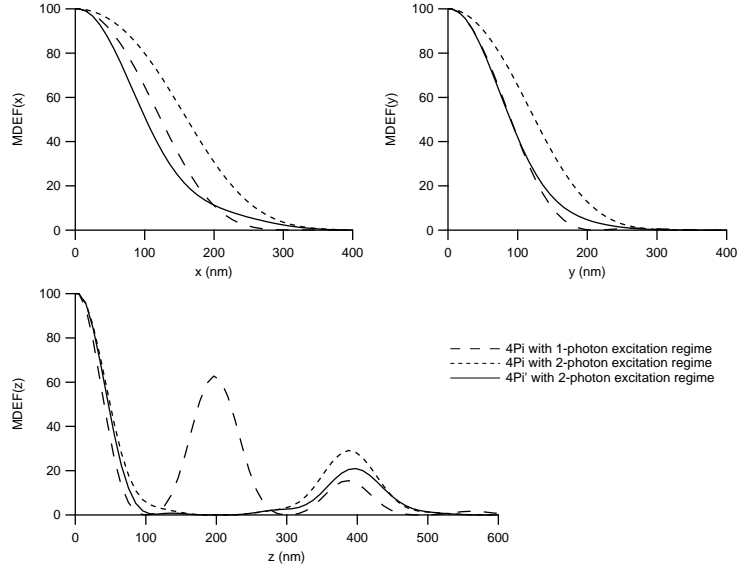 100
80
60
40
20
0
MDEF(x)
0 100 200 300 400
x (nm)
100
80
60
40
20
0
MDEF(y)
0 100 200 300 400
y (nm)
100
80
60
40
20
0
MDEF(z)
0 100 200 300 400 500 600
z (nm)
4Pi with 1-photon excitation regime
4Pi with 2-photon excitation regime
4Pi' with 2-photon excitation regime